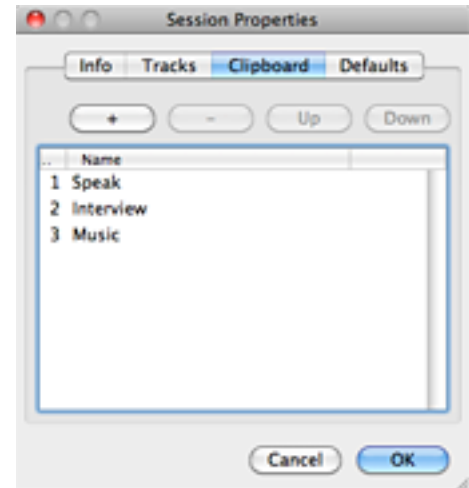 Session Properties
Info Tracks Clipboard Defaults
+ - Up Down
.. Name
1 Speak
2 Interview
3 Music
Cancel OK